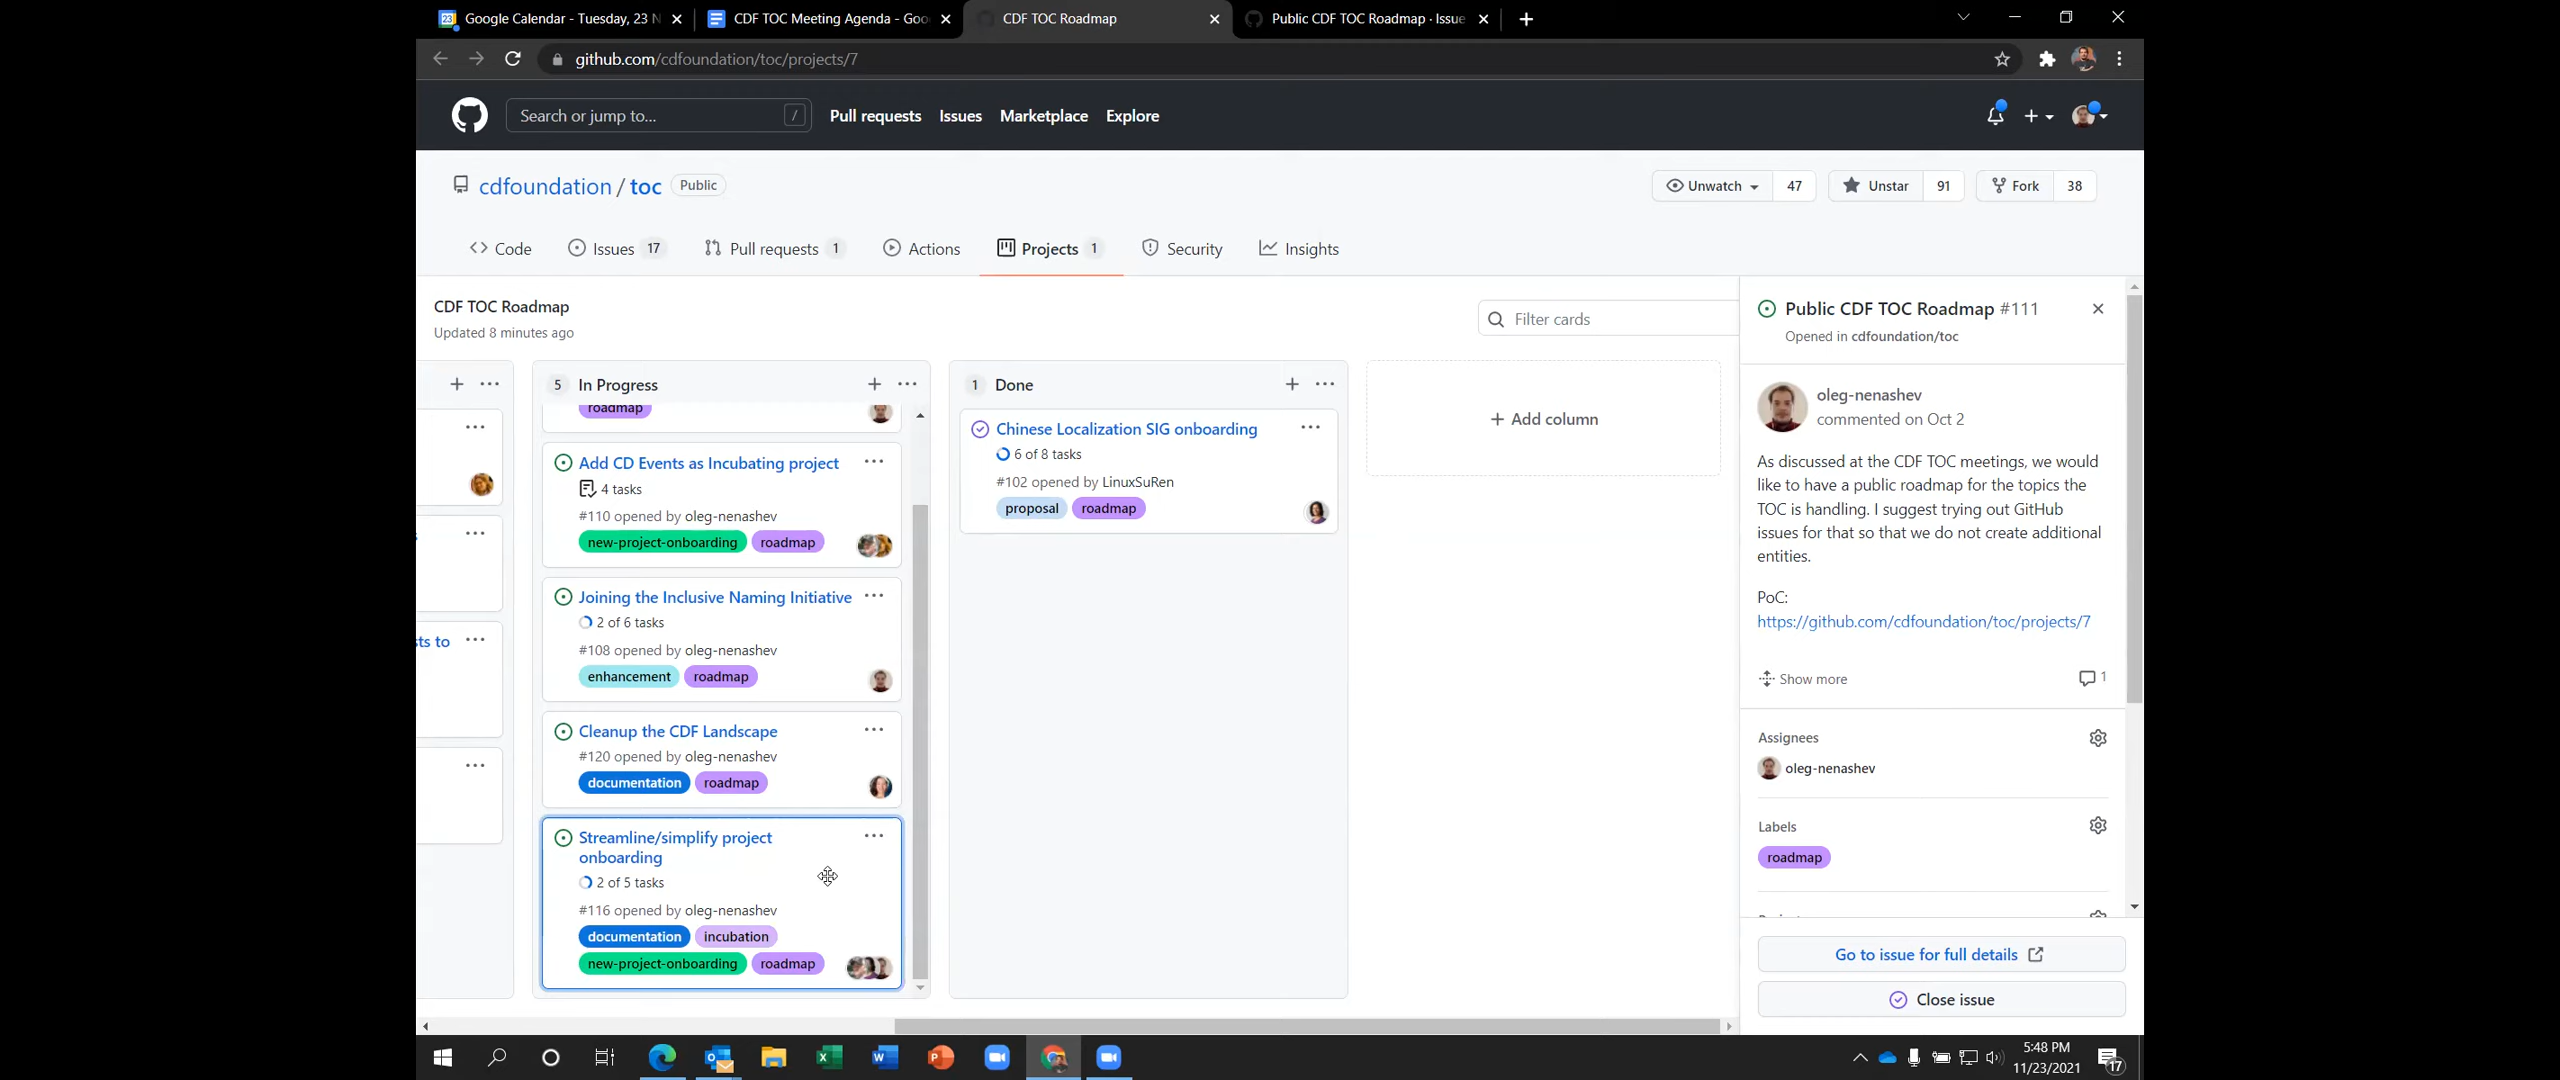 Google Calendar - Tuesday, 23 N
CDF TOC Meeting Agenda - Goo
CDF TOC Roadmap
Public CDF TOC Roadmap · Issue
github.com/cdfoundation/toc/projects/7
Search or jump to...
/
Pull requests
Issues
Marketplace
Explore
cdfoundation / toc
Public
Unwatch
47
Unstar
91
Fork
38
Code
Issues 17
Pull requests 1
Actions
Projects 1
Security
Insights
CDF TOC Roadmap
Updated 8 minutes ago
Filter cards
ts to
5 In Progress
roadmap
Add CD Events as Incubating project
4 tasks
#110 opened by oleg-nenashev
new-project-onboarding roadmap
Joining the Inclusive Naming Initiative
2 of 6 tasks
#108 opened by oleg-nenashev
enhancement roadmap
Cleanup the CDF Landscape
#120 opened by oleg-nenashev
documentation roadmap
Streamline/simplify project
onboarding
2 of 5 tasks
#116 opened by oleg-nenashev
documentation incubation
new-project-onboarding roadmap
1 Done
Chinese Localization SIG onboarding
6 of 8 tasks
#102 opened by LinuxSuRen
proposal roadmap
+ Add column
Public CDF TOC Roadmap #111
Opened in cdfoundation/toc
oleg-nenashev
commented on Oct 2
As discussed at the CDF TOC meetings, we would
like to have a public roadmap for the topics the
TOC is handling. I suggest trying out GitHub
issues for that so that we do not create additional
entities.
PoC:
https://github.com/cdfoundation/toc/projects/7
Show more
1
Assignees
oleg-nenashev
Labels
roadmap
Go to issue for full details
Close issue
5:48 PM
11/23/2021
17